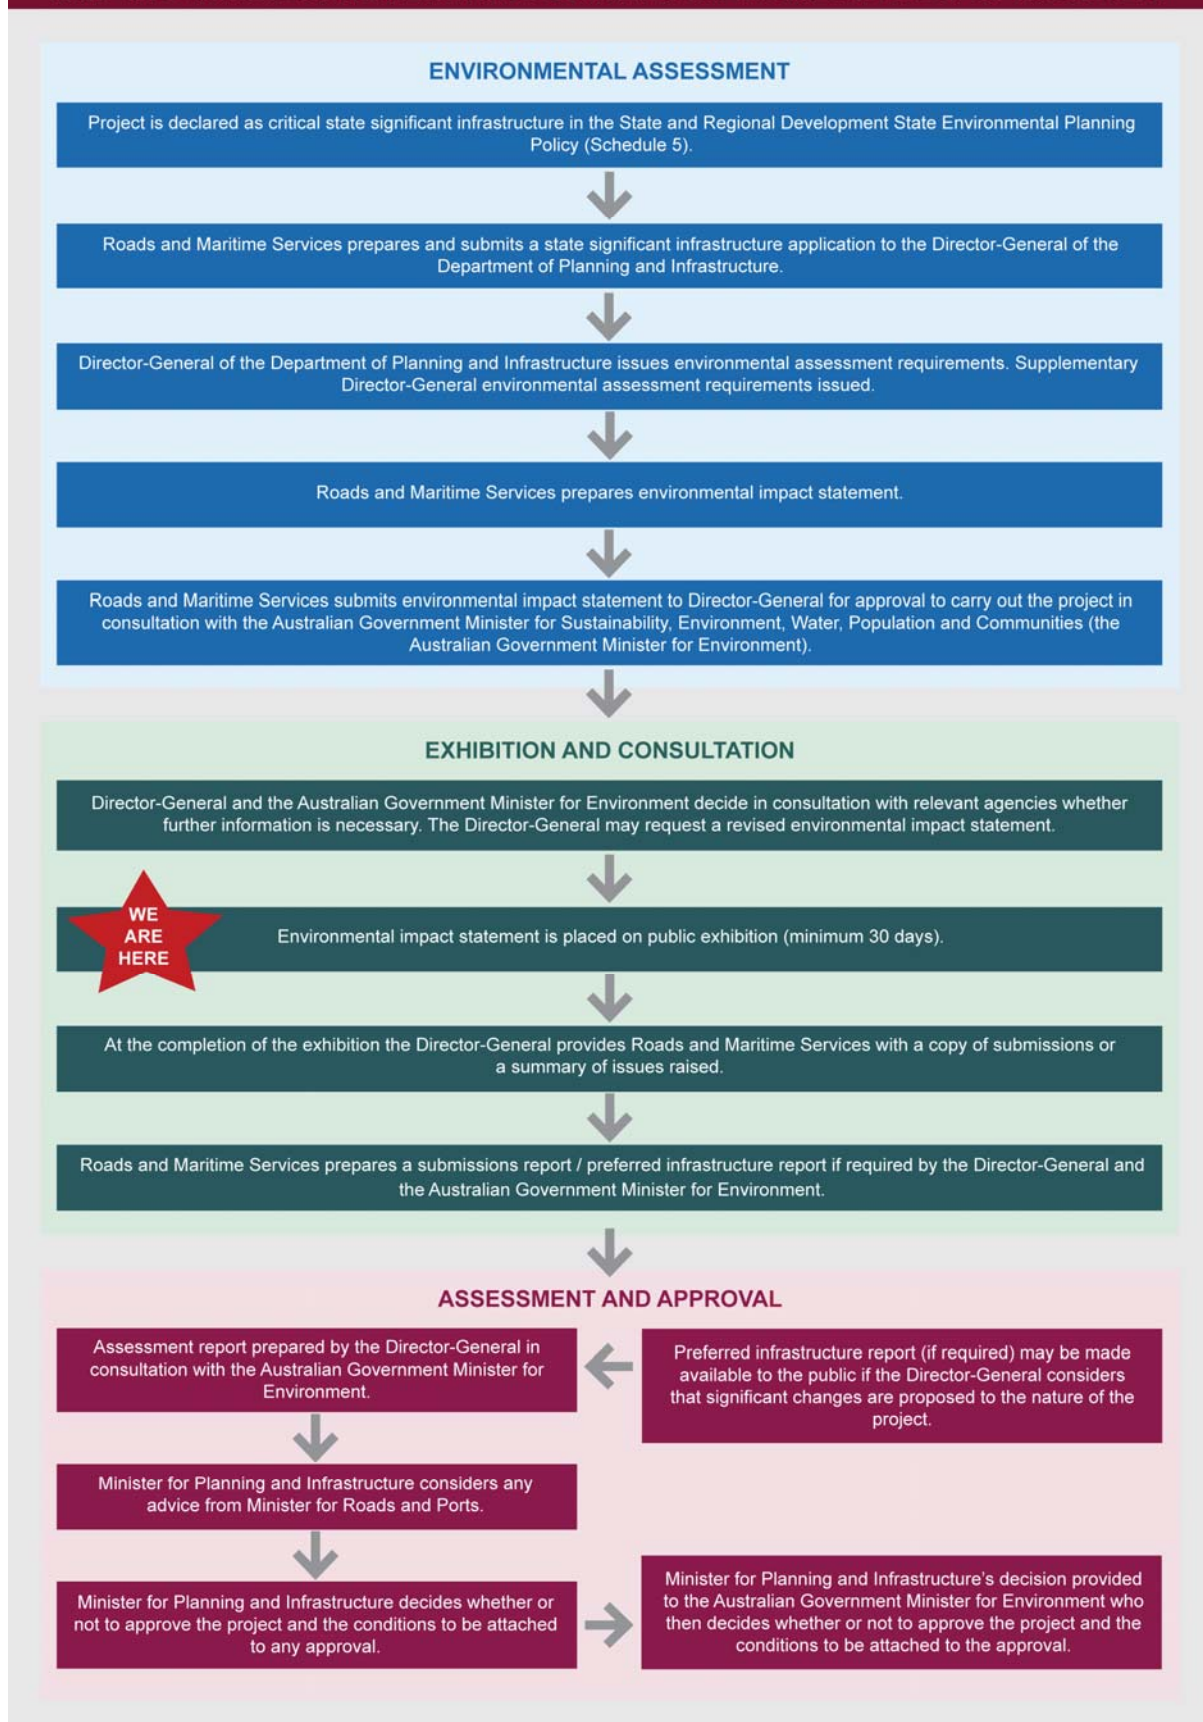 ENVIRONMENTAL ASSESSMENT
Project is declared as critical state significant infrastructure in the State and Regional Development State Environmental Planning
Policy (Schedule 5).
Roads and Maritime Services prepares and submits a state significant infrastructure application to the Director-General of the
Department of Planning and Infrastructure.
Director-General of the Department of Planning and Infrastructure issues environmental assessment requirements. Supplementary
Director-General environmental assessment requirements issued.
Roads and Maritime Services prepares environmental impact statement.
Roads and Maritime Services submits environmental impact statement to Director-General for approval to carry out the project in
consultation with the Australian Government Minister for Sustainability, Environment, Water, Population and Communities (the
Australian Government Minister for Environment).
EXHIBITION AND CONSULTATION
Director-General and the Australian Government Minister for Environment decide in consultation with relevant agencies whether
further information is necessary. The Director-General may request a revised environmental impact statement.
WE
ARE
HERE
Environmental impact statement is placed on public exhibition (minimum 30 days).
At the completion of the exhibition the Director-General provides Roads and Maritime Services with a copy of submissions or
a summary of issues raised.
Roads and Maritime Services prepares a submissions report / preferred infrastructure report if required by the Director-General and
the Australian Government Minister for Environment.
ASSESSMENT AND APPROVAL
Assessment report prepared by the Director-General in
consultation with the Australian Government Minister for
Environment.
Preferred infrastructure report (if required) may be made
available to the public if the Director-General considers
that significant changes are proposed to the nature of the
project.
Minister for Planning and Infrastructure considers any
advice from Minister for Roads and Ports.
Minister for Planning and Infrastructure decides whether or
not to approve the project and the conditions to be attached
to any approval.
Minister for Planning and Infrastructure's decision provided
to the Australian Government Minister for Environment who
then decides whether or not to approve the project and the
conditions to be attached to the approval.